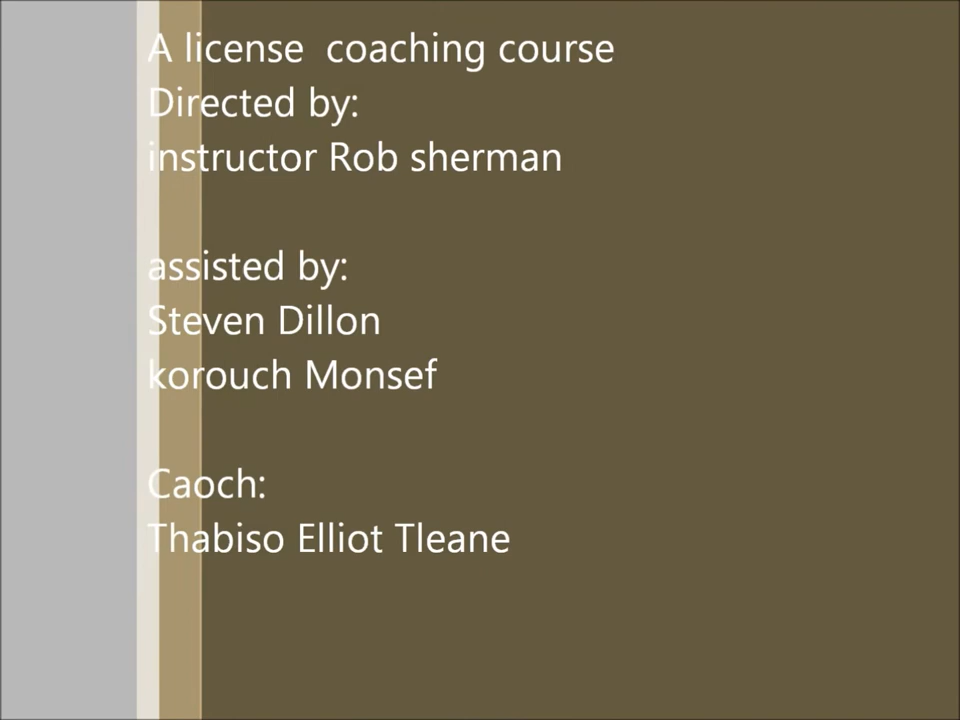 A license  coaching course
Directed by:
instructor Rob sherman
assisted by:
Steven Dillon
korouch Monsef
Caoch:
Thabiso Elliot Tleane